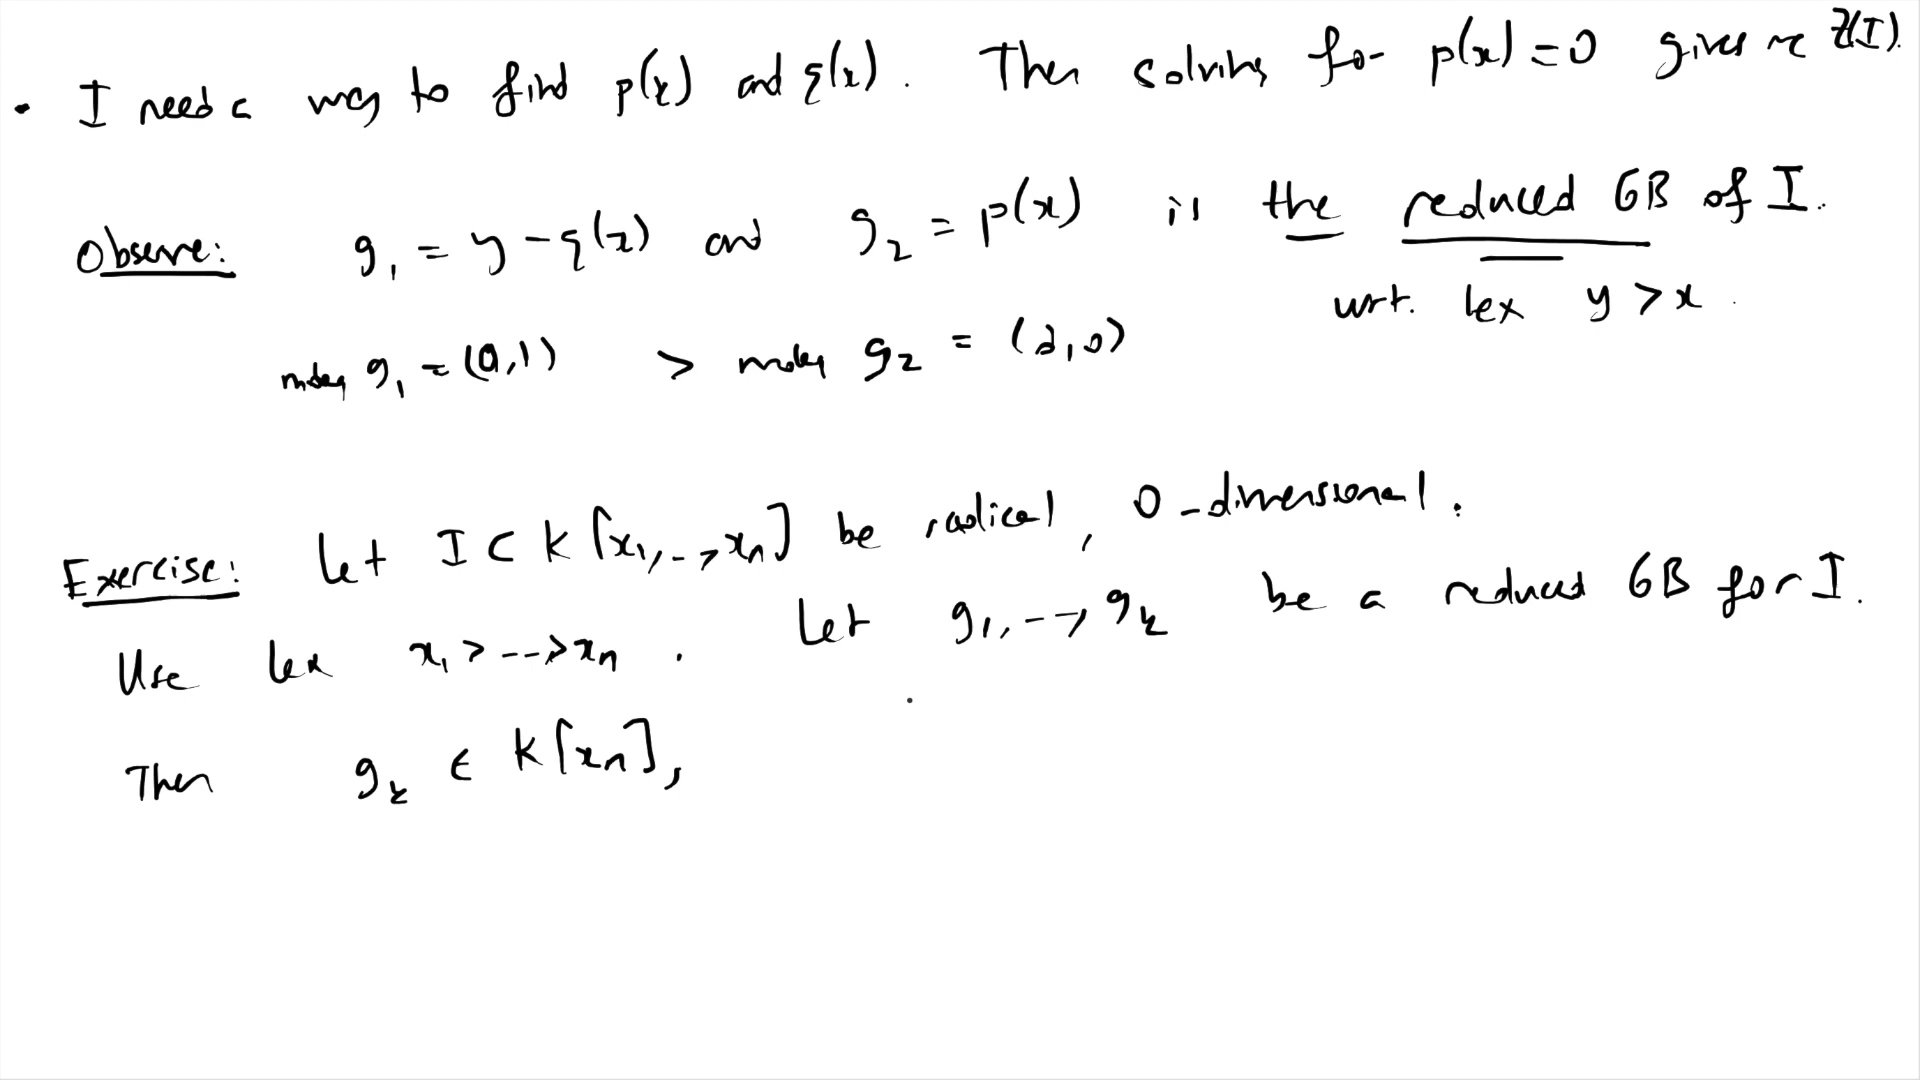 • I need a way to find p(x) and q(x). Then solving for p(x) = 0 gives me Z(I).
Observe: g₁ = y - q(x) and g₂ = p(x) is the reduced GB of I.
wrt. lex y > x.
mdeg g₁ = (0,1) > mdeg g₂ = (d,0)
Exercise: Let I ⊂ k[x₁,..,xₙ] be radical, 0-dimensional.
Use lex x₁ > ---> xₙ. Let g₁,--, gₖ be a reduced GB for I.
Then gₖ ∈ k[xₙ],